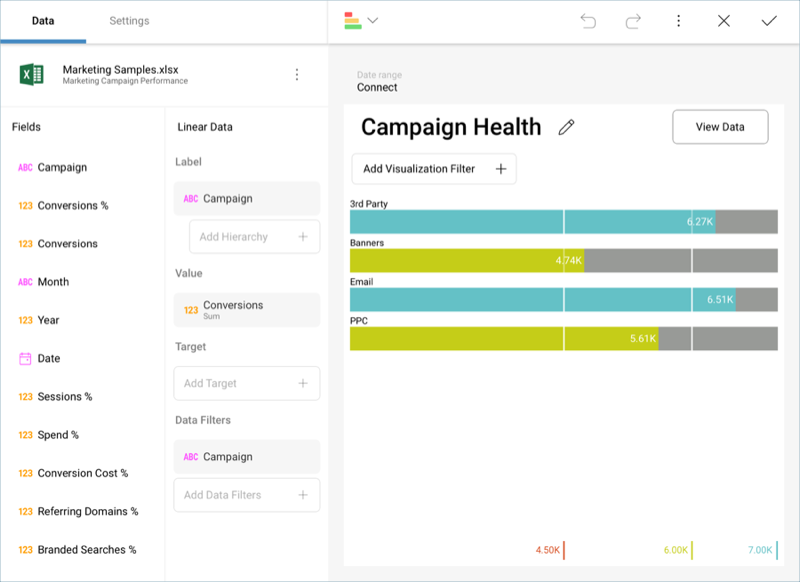 Data
Settings
Marketing Samples.xlsx
Marketing Campaign Performance
Fields
ABC Campaign
123 Conversions %
123 Conversions
ABC Month
123 Year
Date
123 Sessions %
123 Spend %
123 Conversion Cost %
123 Referring Domains %
123 Branded Searches %
Linear Data
Label
ABC Campaign
Add Hierarchy +
Value
123 Conversions
Sum
Target
Add Target +
Data Filters
ABC Campaign
Add Data Filters +
Date range
Connect
Campaign Health
View Data
Add Visualization Filter +
3rd Party
6.27K
Banners
4.74K
Email
6.51K
PPC
5.61K
4.50K
6.00K
7.00K